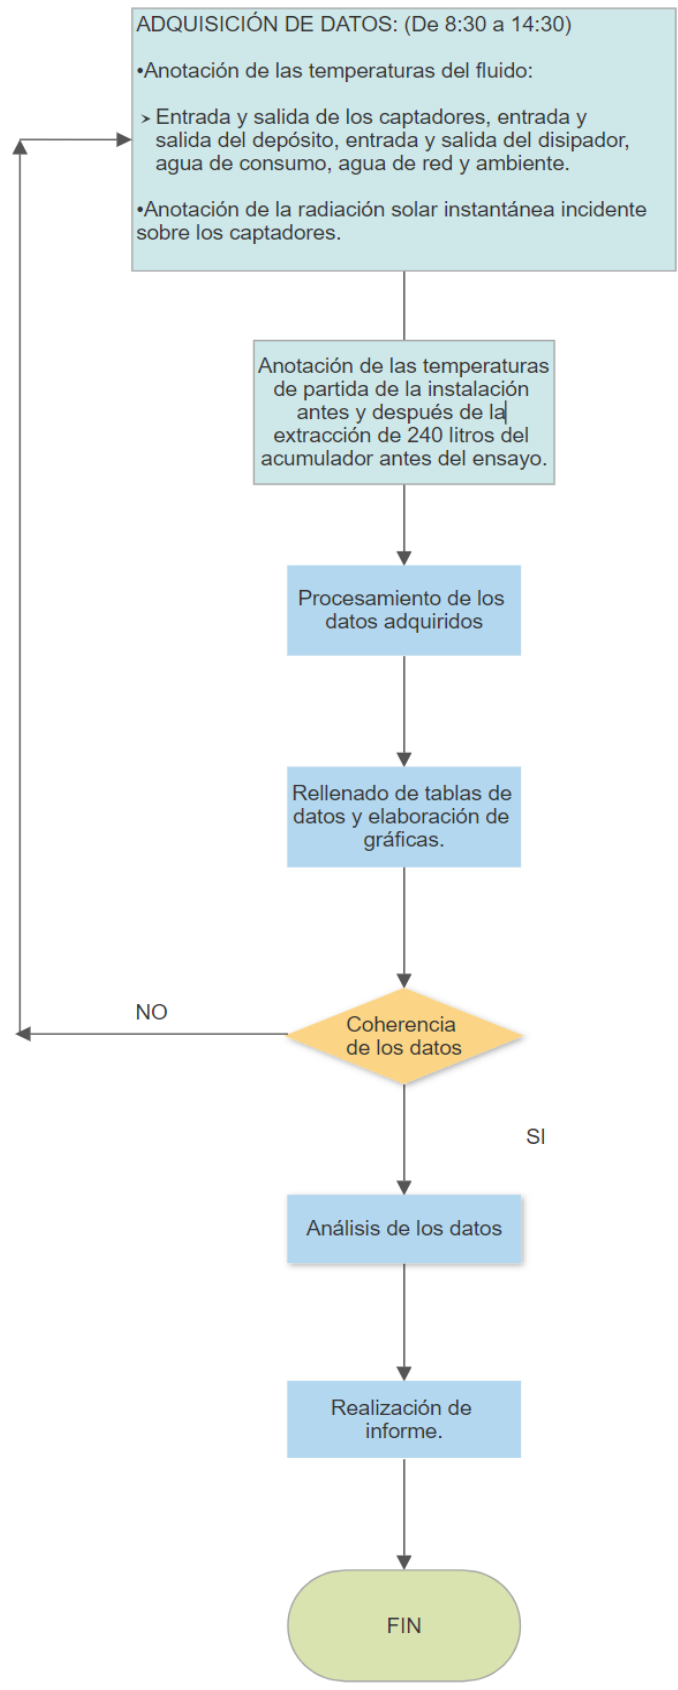 ADQUISICIÓN DE DATOS: (De 8:30 a 14:30)
•Anotación de las temperaturas del fluido:
➢ Entrada y salida de los captadores, entrada y
salida del depósito, entrada y salida del disipador,
agua de consumo, agua de red y ambiente.
•Anotación de la radiación solar instantánea incidente
sobre los captadores.
Anotación de las temperaturas
de partida de la instalación
antes y después de la
extracción de 240 litros del
acumulador antes del ensayo.
Procesamiento de los
datos adquiridos
Rellenado de tablas de
datos y elaboración de
gráficas.
NO
Coherencia
de los datos
SI
Análisis de los datos
Realización de
informe.
FIN